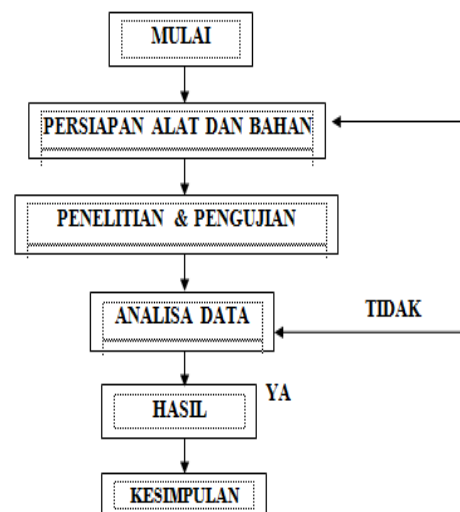 MULAI
PERSIAPAN ALAT DAN BAHAN
PENELITIAN & PENGUJIAN
ANALISA DATA
TIDAK
YA
HASIL
KESIMPULAN